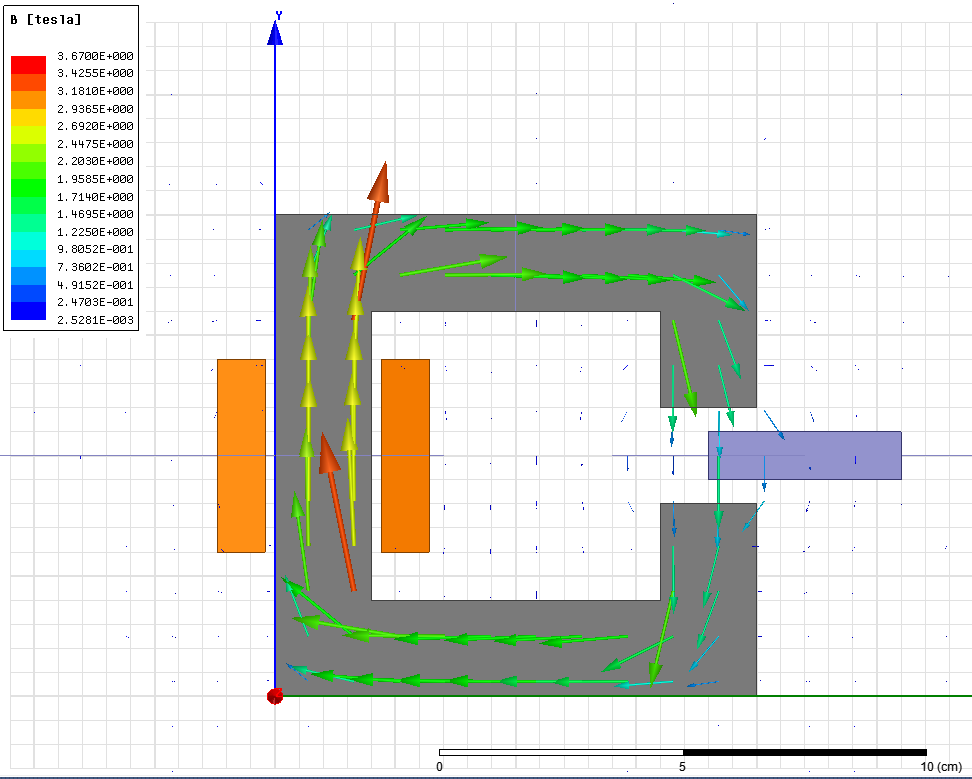 B [tesla]
3.6700E+000
3.4255E+000
3.1810E+000
2.9365E+000
2.6920E+000
2.4475E+000
2.2030E+000
1.9585E+000
1.7140E+000
1.4695E+000
1.2250E+000
9.8052E-001
7.3602E-001
4.9152E-001
2.4703E-001
2.5281E-003
Y
0
5
10 (cm)